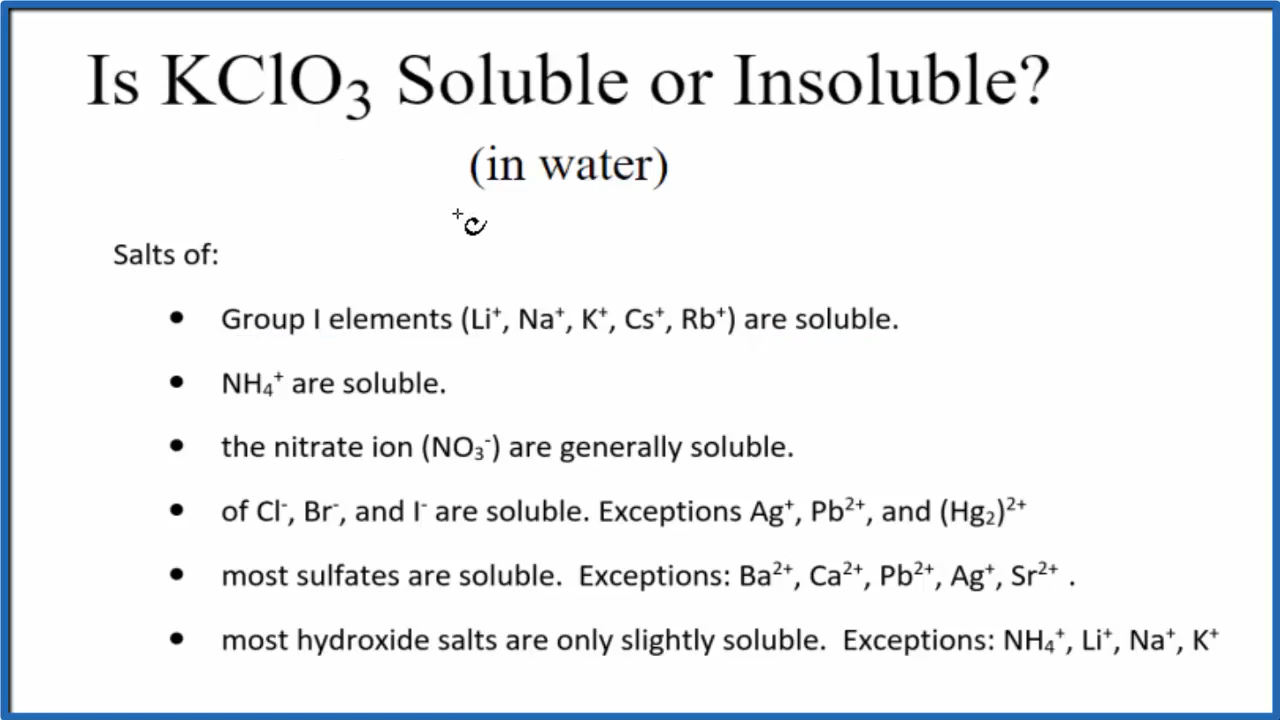 Is KClO₃ Soluble or Insoluble?
(in water)
Salts of:
• Group I elements (Li⁺, Na⁺, K⁺, Cs⁺, Rb⁺) are soluble.
• NH₄⁺ are soluble.
• the nitrate ion (NO₃⁻) are generally soluble.
• of Cl⁻, Br⁻, and I⁻ are soluble. Exceptions Ag⁺, Pb²⁺, and (Hg₂)²⁺
• most sulfates are soluble.  Exceptions: Ba²⁺, Ca²⁺, Pb²⁺, Ag⁺, Sr²⁺ .
• most hydroxide salts are only slightly soluble.  Exceptions: NH₄⁺, Li⁺, Na⁺, K⁺